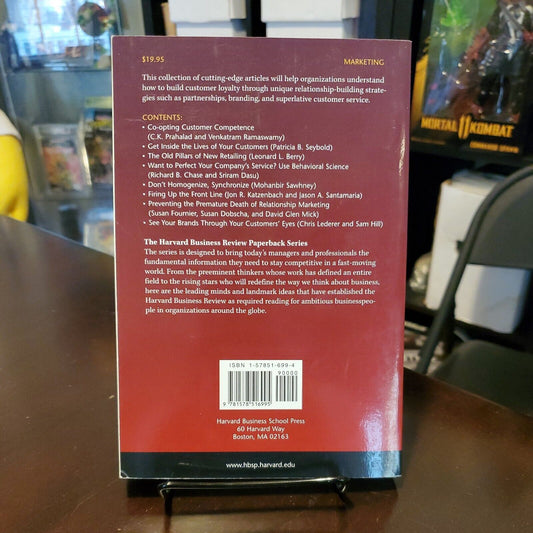 $19.95 MARKETING
This collection of cutting-edge articles will help organizations understand
how to build customer loyalty through unique relationship-building strate-
gies such as partnerships, branding, and superlative customer service.
CONTENTS:
• Co-opting Customer Competence
(C.K. Prahalad and Venkatram Ramaswamy)
• Get Inside the Lives of Your Customers (Patricia B. Seybold)
• The Old Pillars of New Retailing (Leonard L. Berry)
• Want to Perfect Your Company's Service? Use Behavioral Science
(Richard B. Chase and Sriram Dasu)
• Don't Homogenize, Synchronize (Mohanbir Sawhney)
• Firing Up the Front Line (Jon R. Katzenbach and Jason A. Santamaria)
• Preventing the Premature Death of Relationship Marketing
(Susan Fournier, Susan Dobscha, and David Glen Mick)
• See Your Brands Through Your Customers' Eyes (Chris Lederer and Sam Hill)
The Harvard Business Review Paperback Series
The series is designed to bring today's managers and professionals the
fundamental information they need to stay competitive in a fast-moving
world. From the preeminent thinkers whose work has defined an entire
field to the rising stars who will redefine the way we think about business,
here are the leading minds and landmark ideas that have established the
Harvard Business Review as required reading for ambitious businesspeo-
ple in organizations around the globe.
ISBN 1-57851-699-4
90000
9 781578 516995
Harvard Business School Press
60 Harvard Way
Boston, MA 02163
www.hbsp.harvard.edu
MORTAL 11 KOMBAT